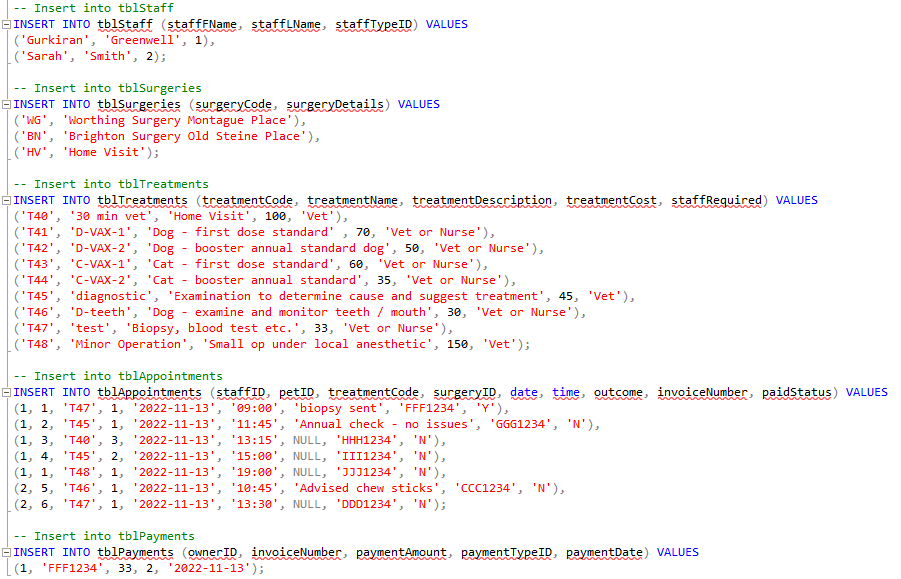 -- Insert into tblStaff
INSERT INTO tblStaff (staffFName, staffLName, staffTypeID) VALUES
('Gurkiran', 'Greenwell', 1),
('Sarah', 'Smith', 2);
-- Insert into tblSurgeries
INSERT INTO tblSurgeries (surgeryCode, surgeryDetails) VALUES
('WG', 'Worthing Surgery Montague Place'),
('BN', 'Brighton Surgery Old Steine Place'),
('HV', 'Home Visit');
-- Insert into tblTreatments
INSERT INTO tblTreatments (treatmentCode, treatmentName, treatmentDescription, treatmentCost, staffRequired) VALUES
('T40', '30 min vet', 'Home Visit', 100, 'Vet'),
('T41', 'D-VAX-1', 'Dog - first dose standard' , 70, 'Vet or Nurse'),
('T42', 'D-VAX-2', 'Dog - booster annual standard dog', 50, 'Vet or Nurse'),
('T43', 'C-VAX-1', 'Cat - first dose standard', 60, 'Vet or Nurse'),
('T44', 'C-VAX-2', 'Cat - booster annual standard', 35, 'Vet or Nurse'),
('T45', 'diagnostic', 'Examination to determine cause and suggest treatment', 45, 'Vet'),
('T46', 'D-teeth', 'Dog - examine and monitor teeth / mouth', 30, 'Vet or Nurse'),
('T47', 'test', 'Biopsy, blood test etc.', 33, 'Vet or Nurse'),
('T48', 'Minor Operation', 'Small op under local anesthetic', 150, 'Vet');
-- Insert into tblAppointments
INSERT INTO tblAppointments (staffID, petID, treatmentCode, surgeryID, date, time, outcome, invoiceNumber, paidStatus) VALUES
(1, 1, 'T47', 1, '2022-11-13', '09:00', 'biopsy sent', 'FFF1234', 'Y'),
(1, 2, 'T45', 1, '2022-11-13', '11:45', 'Annual check - no issues', 'GGG1234', 'N'),
(1, 3, 'T40', 3, '2022-11-13', '13:15', NULL, 'HHH1234', 'N'),
(1, 4, 'T45', 2, '2022-11-13', '15:00', NULL, 'III1234', 'N'),
(1, 1, 'T48', 1, '2022-11-13', '19:00', NULL, 'JJJ1234', 'N'),
(2, 5, 'T46', 1, '2022-11-13', '10:45', 'Advised chew sticks', 'CCC1234', 'N'),
(2, 6, 'T47', 1, '2022-11-13', '13:30', NULL, 'DDD1234', 'N');
-- Insert into tblPayments
INSERT INTO tblPayments (ownerID, invoiceNumber, paymentAmount, paymentTypeID, paymentDate) VALUES
(1, 'FFF1234', 33, 2, '2022-11-13');